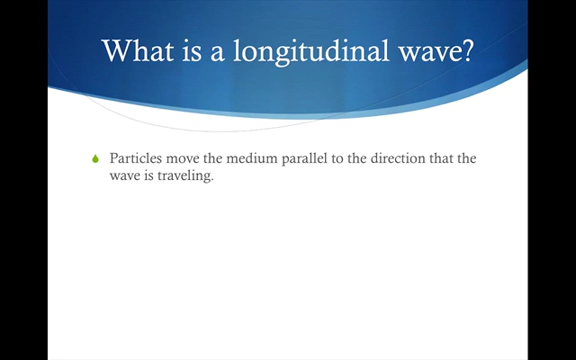 What is a longitudinal wave?
Particles move the medium parallel to the direction that the
wave is traveling.